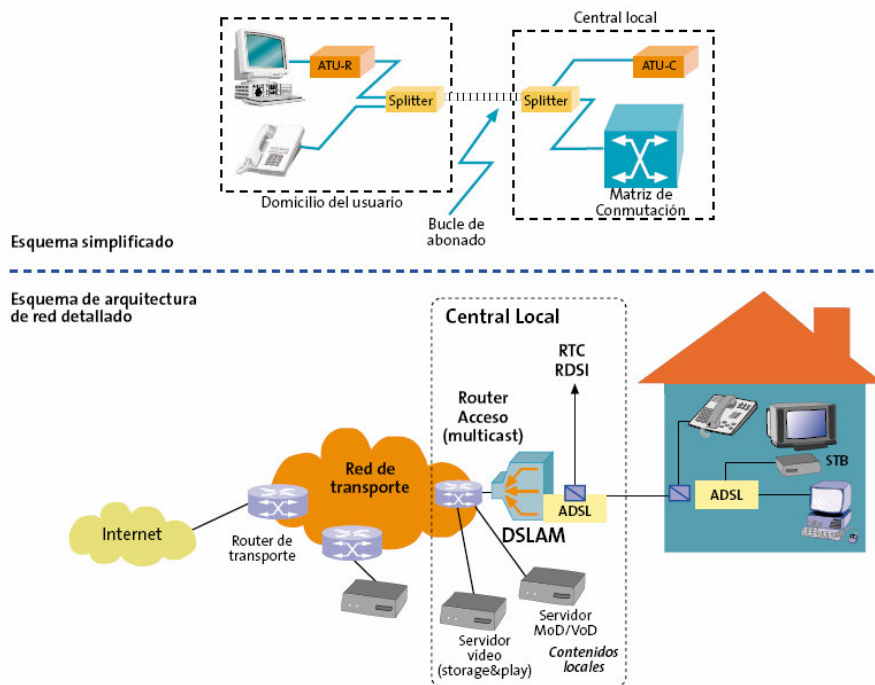 Central local
ATU-R
ATU-C
Splitter
Splitter
Domicilio del usuario
Matriz de
Conmutación
Bucle de
abonado
Esquema simplificado
Esquema de arquitectura
de red detallado
Central Local
RTC
RDSI
Router
Acceso
(multicast)
Red de
transporte
STB
ADSL
ADSL
Internet
DSLAM
Router de
transporte
Servidor
MoD/VoD
Servidor
vídeo
(storage&play)
Contenidos
locales